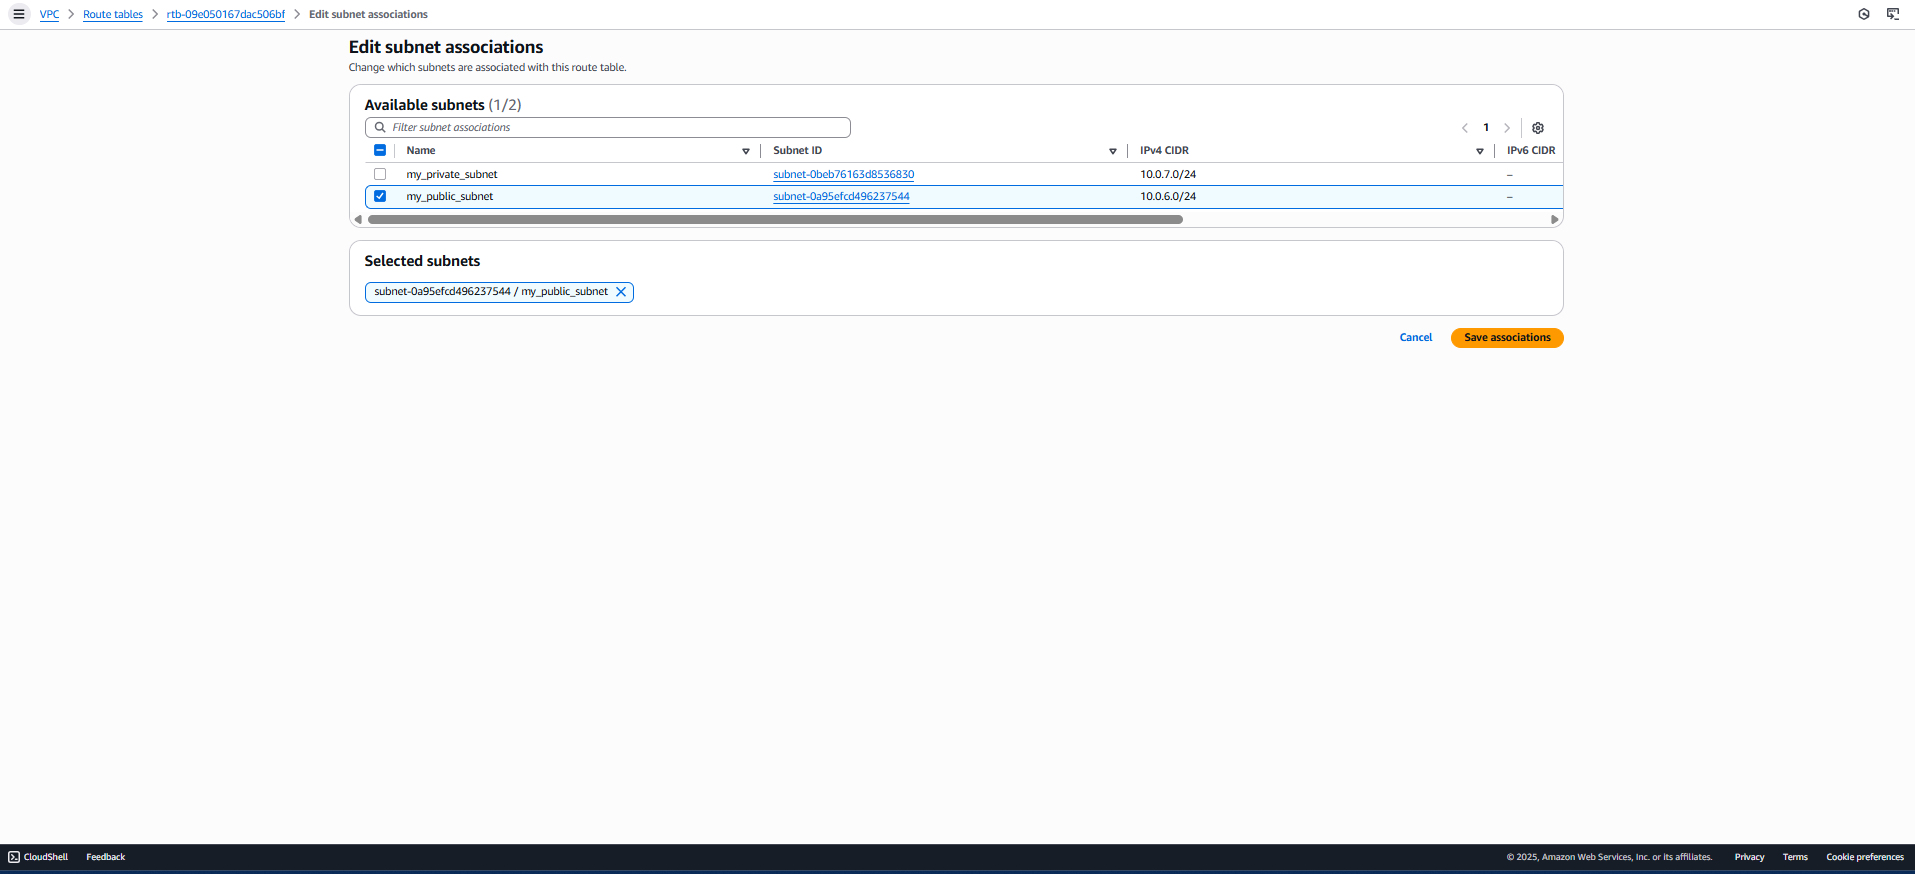 VPC > Route tables > rtb-09e050167dac506bf > Edit subnet associations
Edit subnet associations
Change which subnets are associated with this route table.
Available subnets (1/2)
Filter subnet associations
1
Name Subnet ID IPv4 CIDR IPv6 CIDR
my_private_subnet subnet-0beb76163d8536830 10.0.7.0/24 –
my_public_subnet subnet-0a95efcd496237544 10.0.6.0/24 –
Selected subnets
subnet-0a95efcd496237544 / my_public_subnet
Cancel Save associations
CloudShell Feedback © 2025, Amazon Web Services, Inc. or its affiliates. Privacy Terms Cookie preferences